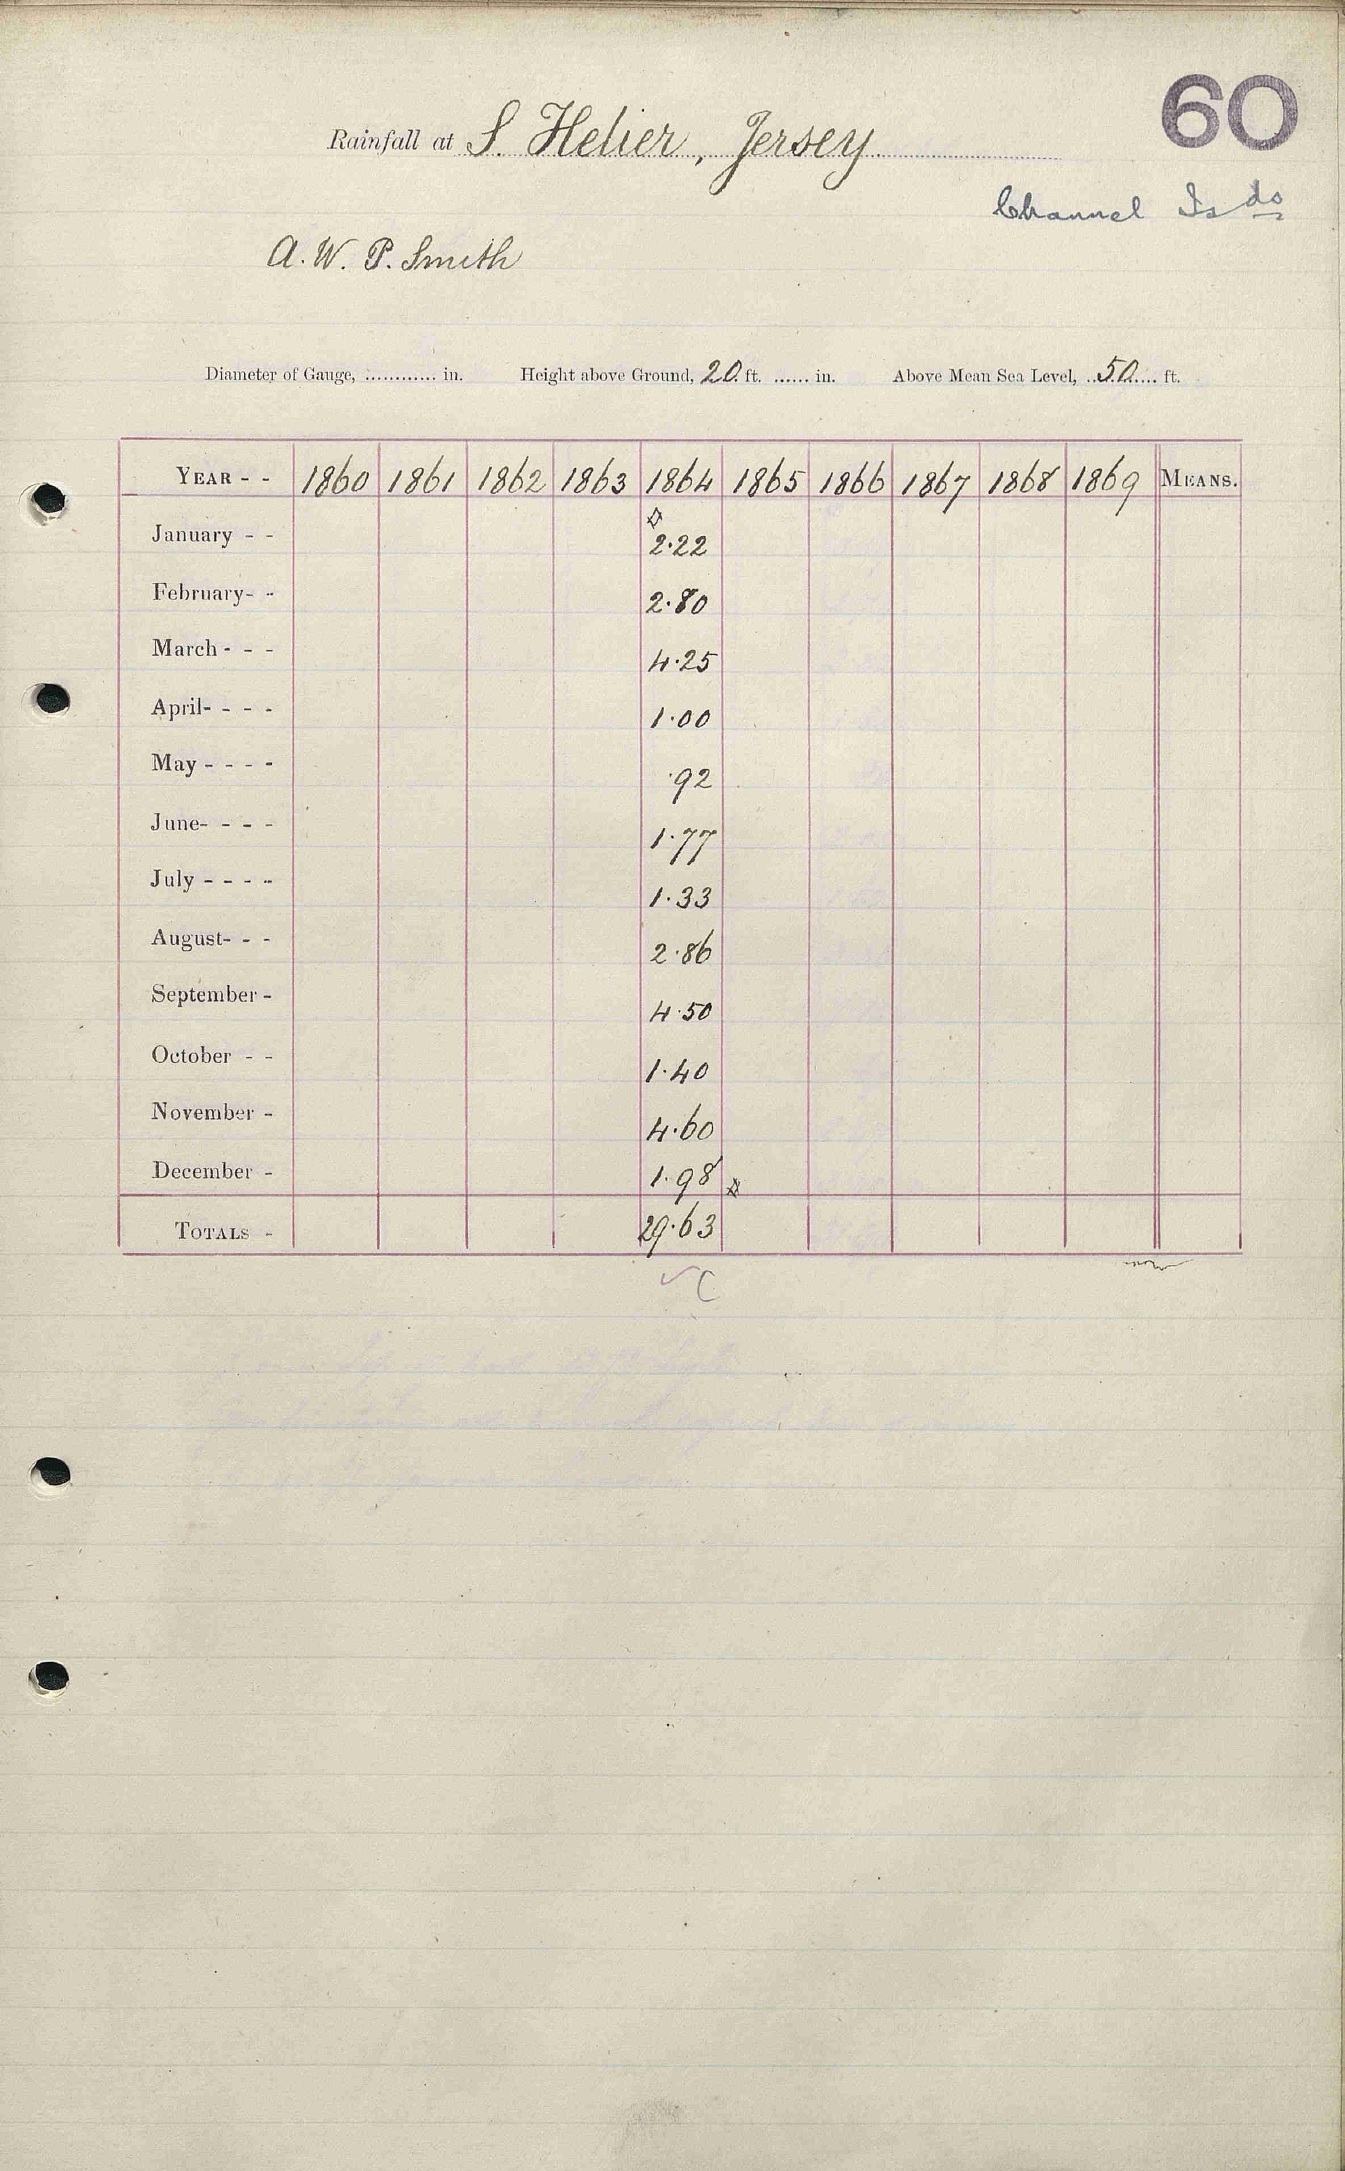 60
Rainfall at S. Helier, Jersey.
Channel Is ds
A. W. P. Smith
Diameter of Gauge, ............ in. Height above Ground, 20 ft. ...... in. Above Mean Sea Level, ..50.... ft.
YEAR - - 1860 1861 1862 1863 1864 1865 1866 1867 1868 1869 MEANS.
January - - 2.22
February- - 2.80
March - - - 4.25
April- - - - 1.00
May - - - - .92
June- - - - 1.77
July - - - - 1.33
August- - - 2.86
September - 4.50
October - - 1.40
November - 4.60
December - 1.98
TOTALS - 29.63
C